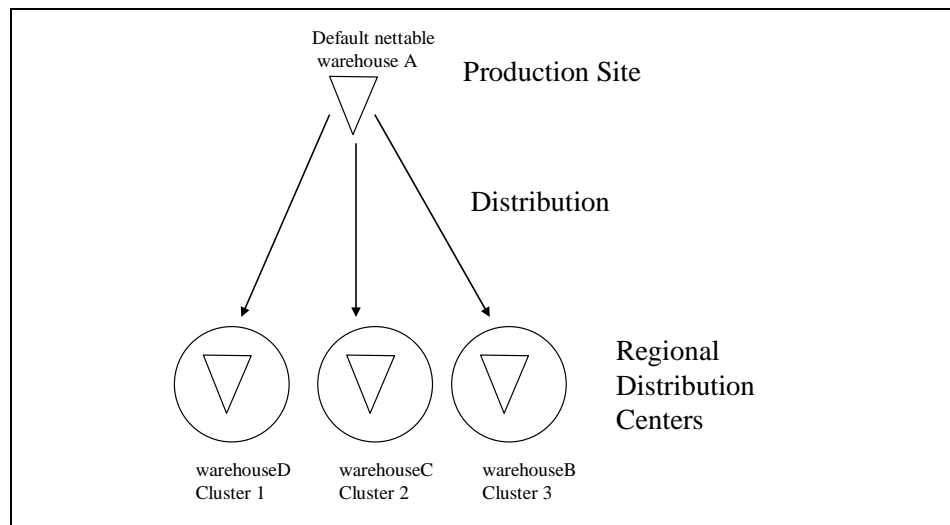 Default nettable
warehouse A
Production Site
Distribution
Regional
Distribution
Centers
warehouseD
Cluster 1
warehouseC
Cluster 2
warehouseB
Cluster 3